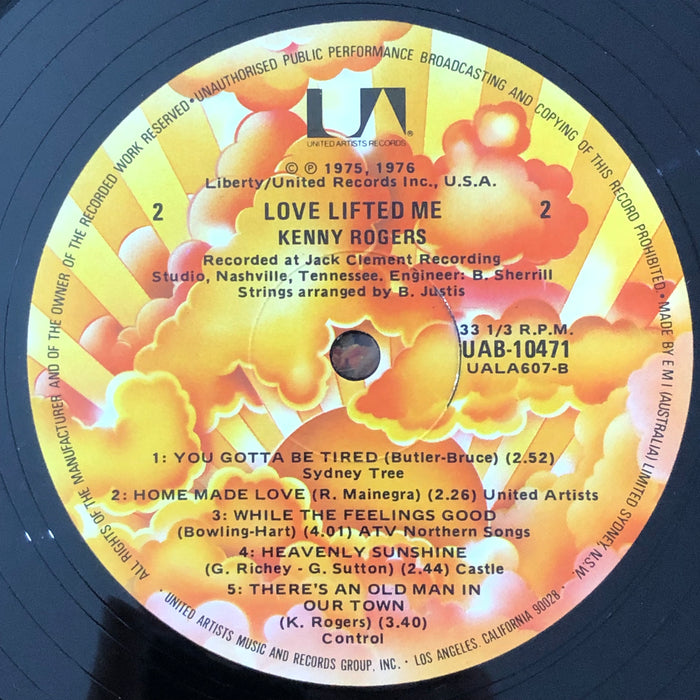 ALL RIGHTS OF THE MANUFACTURER AND OF THE OWNER OF THE RECORDED WORK RESERVED • UNAUTHORISED PUBLIC PERFORMANCE BROADCASTING AND COPYING OF THIS RECORD PROHIBITED. • MADE BY E M I (AUSTRALIA) LIMITED SYDNEY, N.S.W.
UA®
UNITED ARTISTS RECORDS
© ℗ 1975, 1976
Liberty/United Records Inc., U.S.A.
2 LOVE LIFTED ME 2
KENNY ROGERS
Recorded at Jack Clement Recording
Studio, Nashville, Tennessee. Engineer: B. Sherrill
Strings arranged by B. Justis
33 1/3 R.P.M.
UAB-10471
UALA607-B
1: YOU GOTTA BE TIRED (Butler-Bruce) (2.52)
Sydney Tree
2: HOME MADE LOVE (R. Mainegra) (2.26) United Artists
3: WHILE THE FEELINGS GOOD
(Bowling-Hart) (4.01) ATV Northern Songs
4: HEAVENLY SUNSHINE
(G. Richey - G. Sutton) (2.44) Castle
5: THERE'S AN OLD MAN IN
OUR TOWN
(K. Rogers) (3.40)
Control
• UNITED ARTISTS MUSIC AND RECORDS GROUP, INC. • LOS ANGELES, CALIFORNIA 90028 •